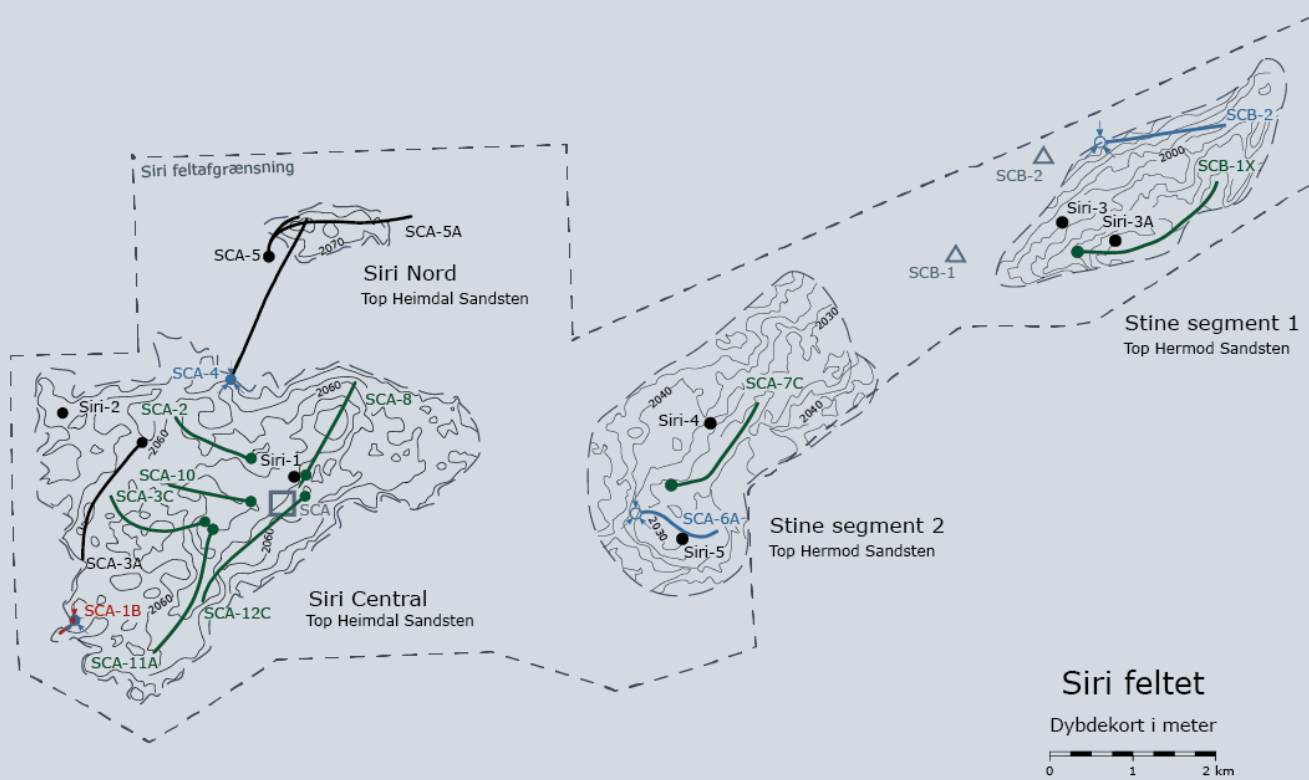 Siri feltafgrænsning
SCA-5
SCA-5A
2070
Siri Nord
Top Heimdal Sandsten
SCB-2
SCB-2
2000
SCB-1X
Siri-3
Siri-3A
SCB-1
Stine segment 1
Top Hermod Sandsten
2030
2040
SCA-7C
2040
Siri-4
SCA-6A
2030
Siri-5
Stine segment 2
Top Hermod Sandsten
SCA-4
2060
SCA-8
Siri-2
SCA-2
2060
Siri-1
SCA-10
SCA-3C
SCA
2060
SCA-3A
2060
SCA-1B
SCA-12C
SCA-11A
Siri Central
Top Heimdal Sandsten
Siri feltet
Dybdekort i meter
0 1 2 km